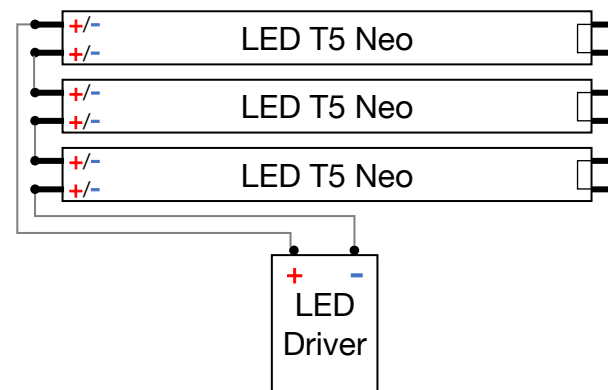 +/-
LED T5 Neo
+/-
+/-
LED T5 Neo
+/-
+/-
LED T5 Neo
+/-
+ -
LED
Driver